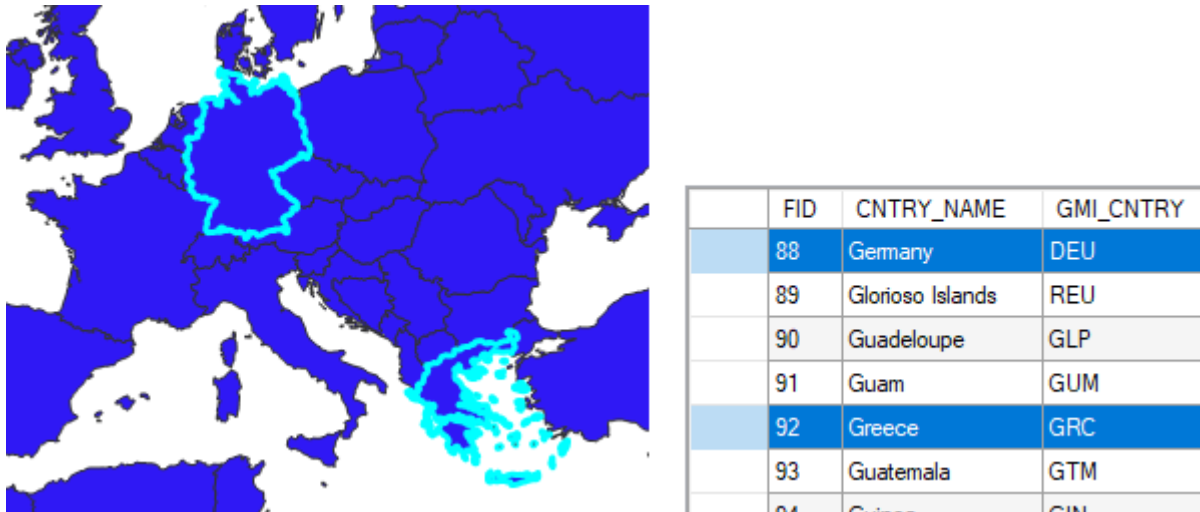 FID CNTRY_NAME GMI_CNTRY
88 Germany DEU
89 Glorioso Islands REU
90 Guadeloupe GLP
91 Guam GUM
92 Greece GRC
93 Guatemala GTM